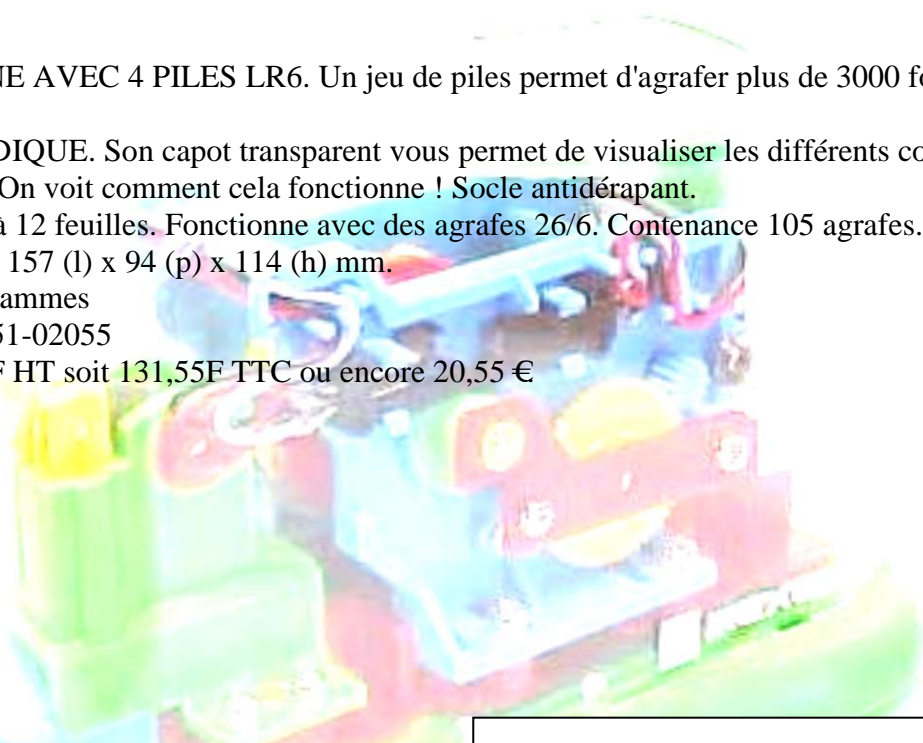 NE AVEC 4 PILES LR6. Un jeu de piles permet d'agrafer plus de 3000 fo
DIQUE. Son capot transparent vous permet de visualiser les différents co
On voit comment cela fonctionne ! Socle antidérapant.
à 12 feuilles. Fonctionne avec des agrafes 26/6. Contenance 105 agrafes.
157 (l) x 94 (p) x 114 (h) mm.
ammes
51-02055
F HT soit 131,55F TTC ou encore 20,55 €